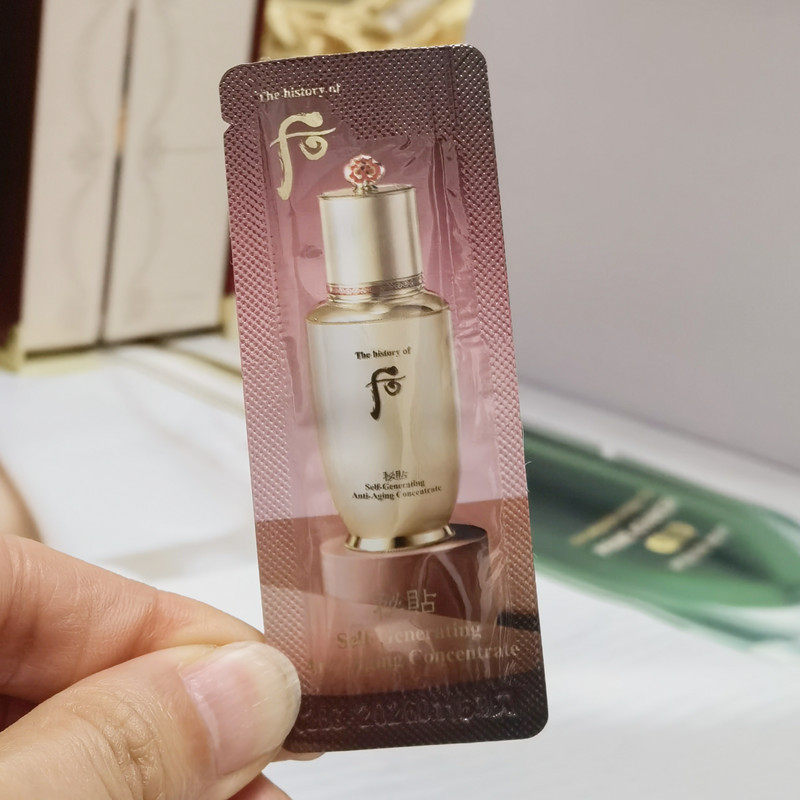 The history of
后
The history of
后
秘貼
Self-Generating
Anti-Aging Concentrate
秘貼
Self-Generating
Aging Concentrate